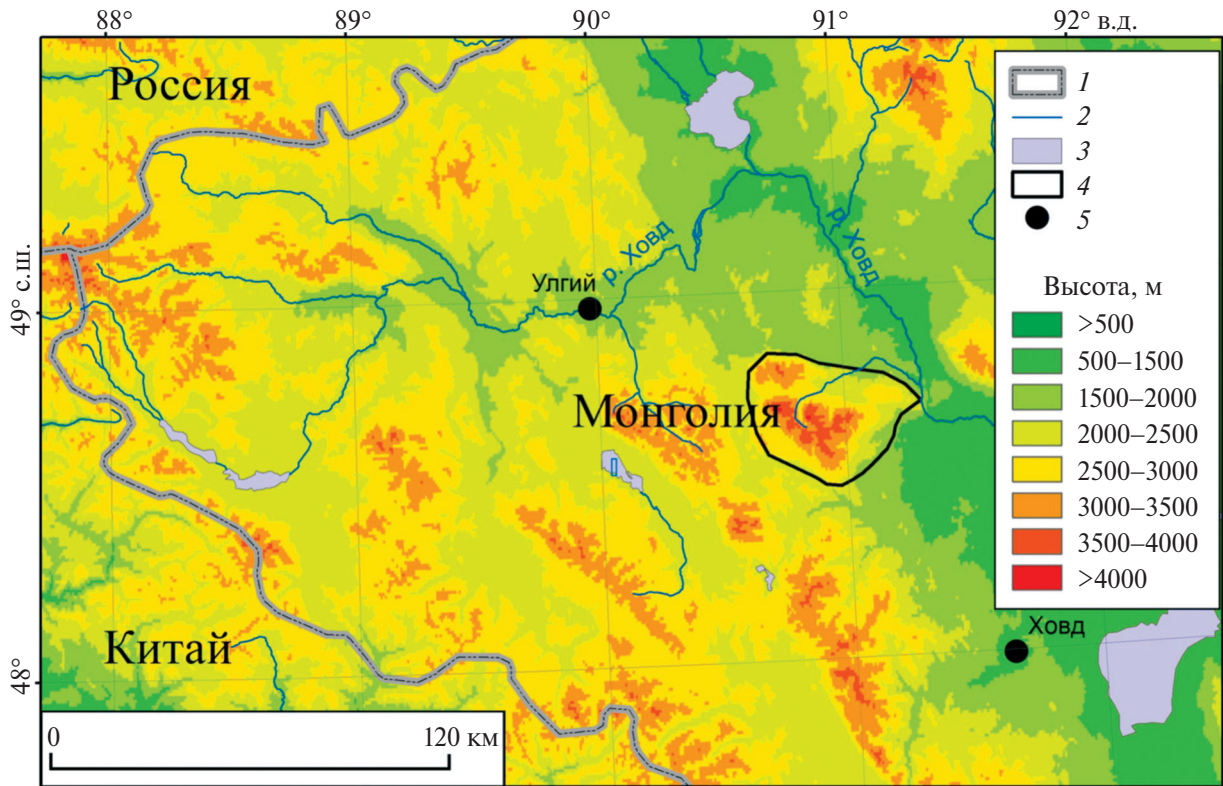 88° 89° 90° 91° 92° в.д.
49° с.ш.
48°
Россия
Улгий
р. Ховд
р. Ховд
Монголия
Китай
Ховд
0 120 км
1
2
3
4
5
Высота, м
>500
500–1500
1500–2000
2000–2500
2500–3000
3000–3500
3500–4000
>4000